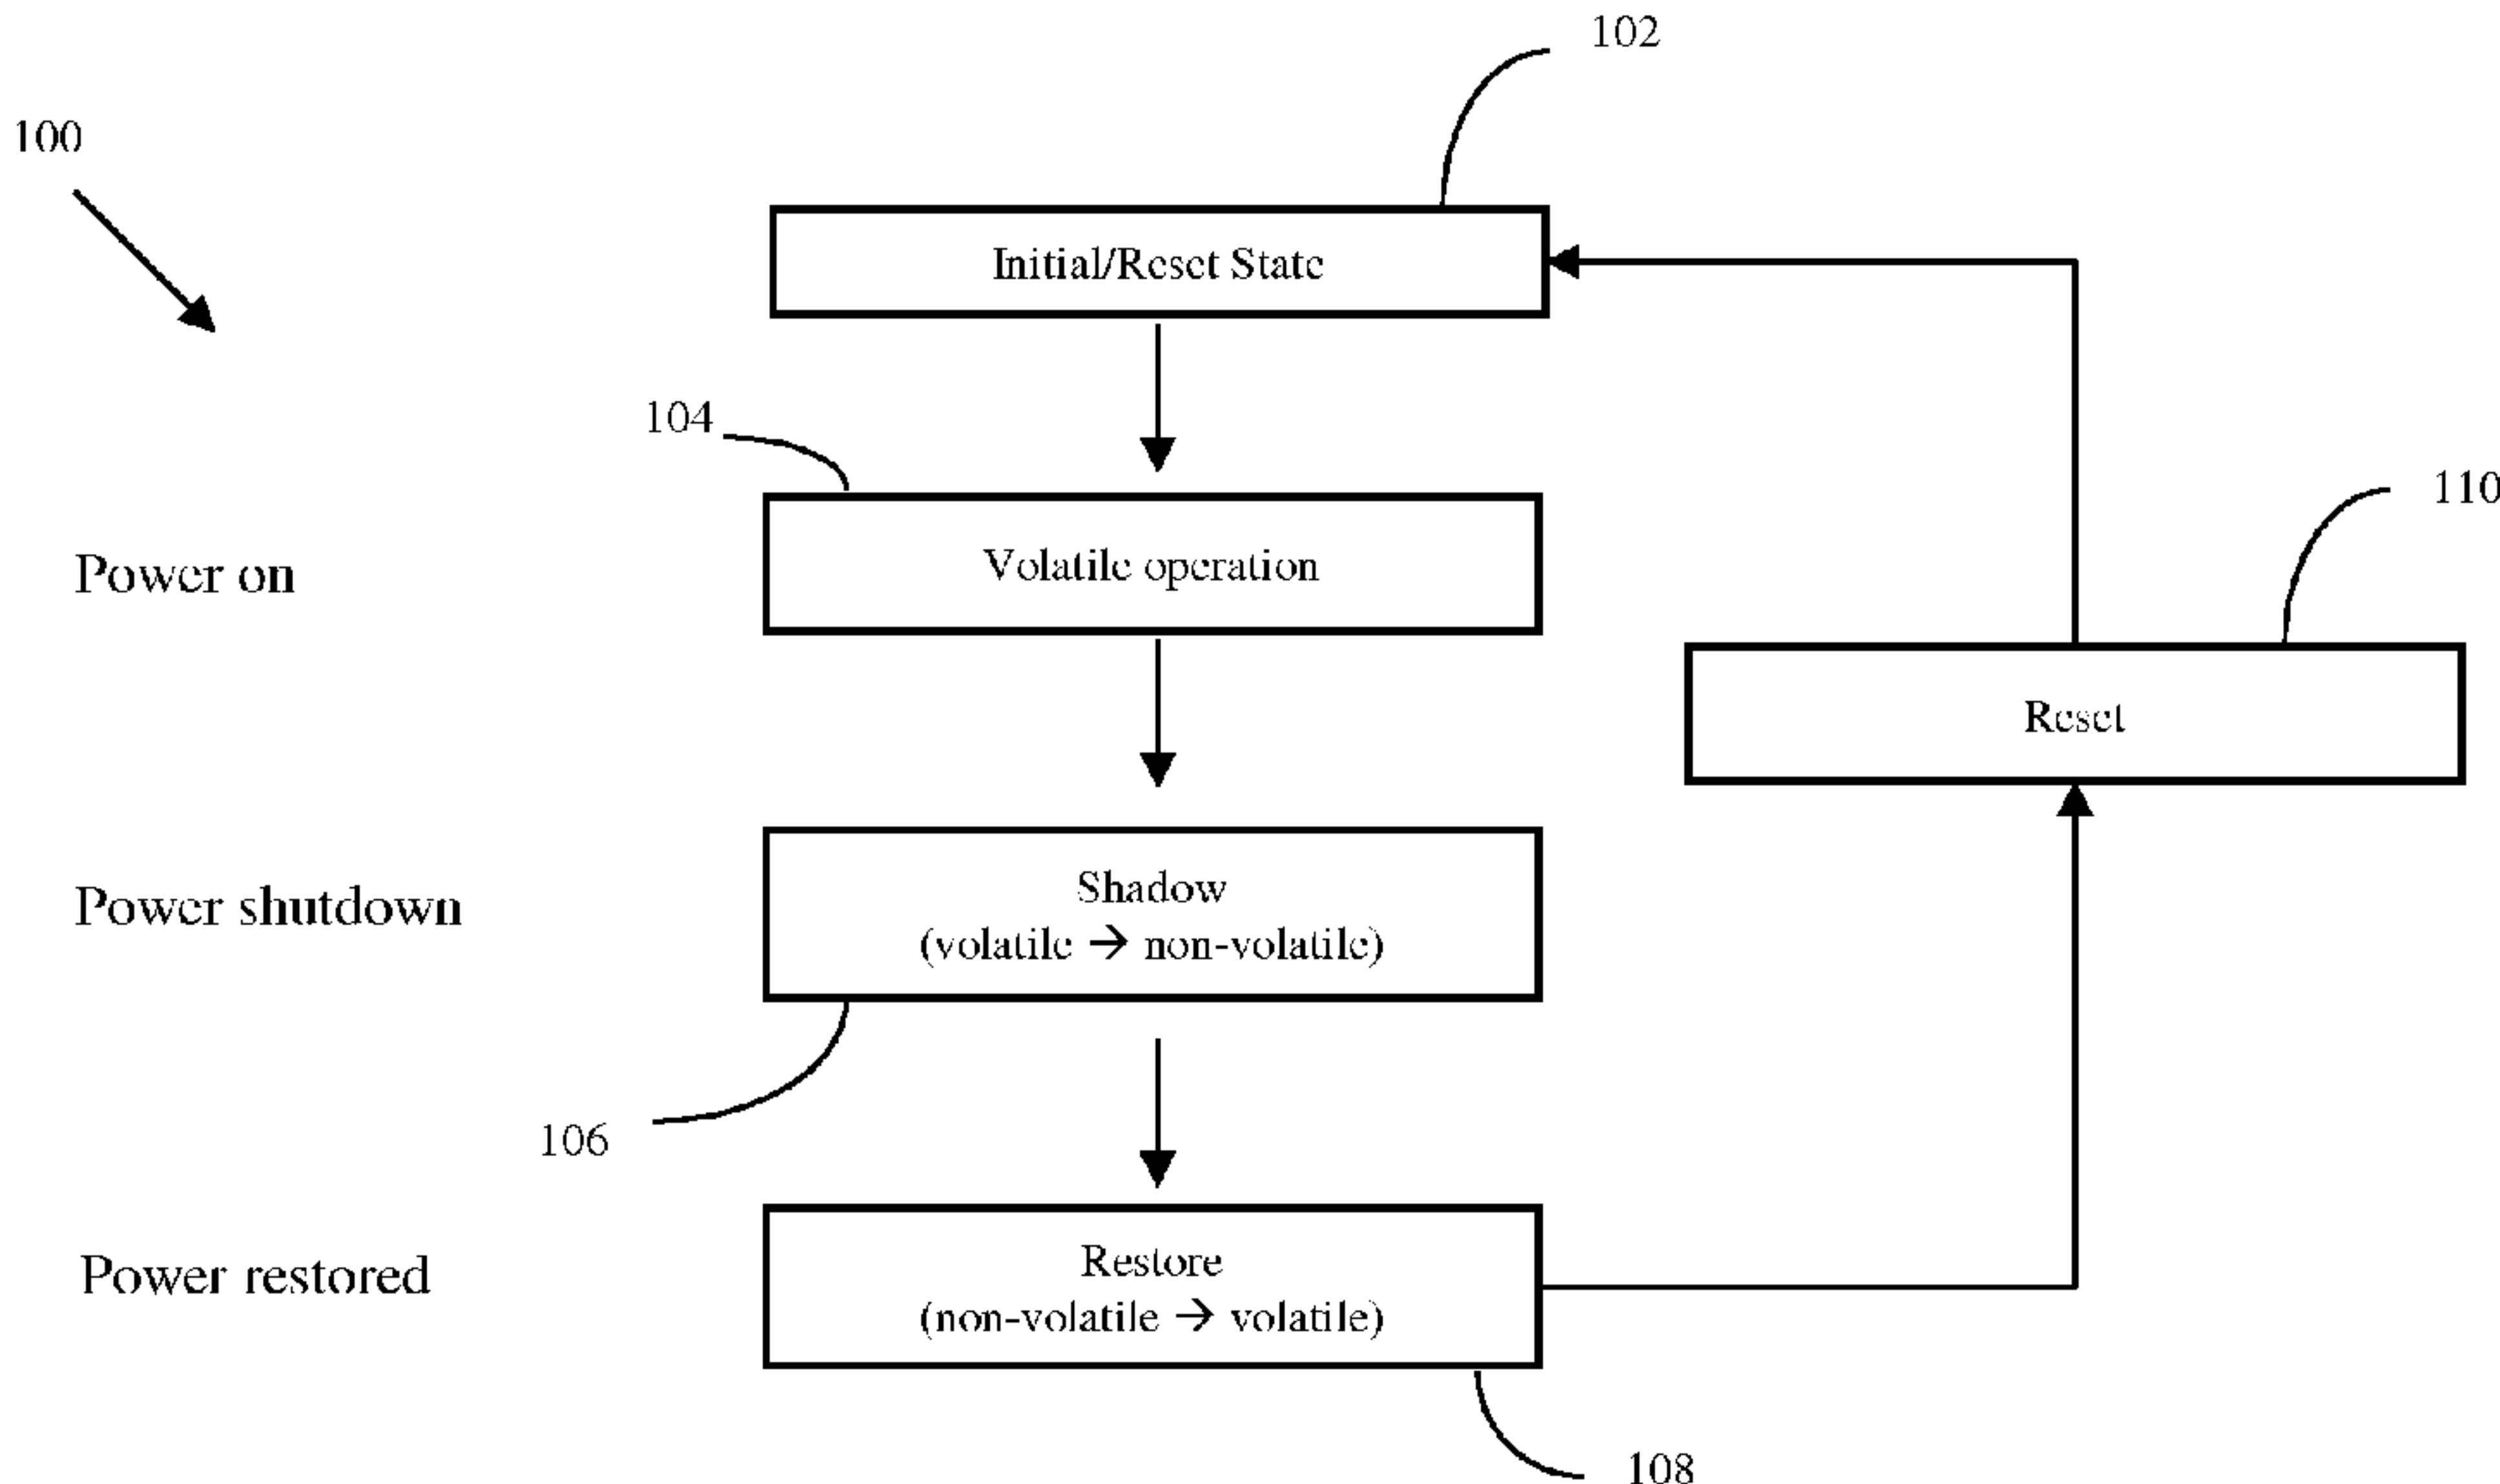 102
100
Initial/Reset State
104
110
Power on
Volatile operation
Reset
Power shutdown
Shadow
(volatile → non-volatile)
106
Power restored
Restore
(non-volatile → volatile)
108